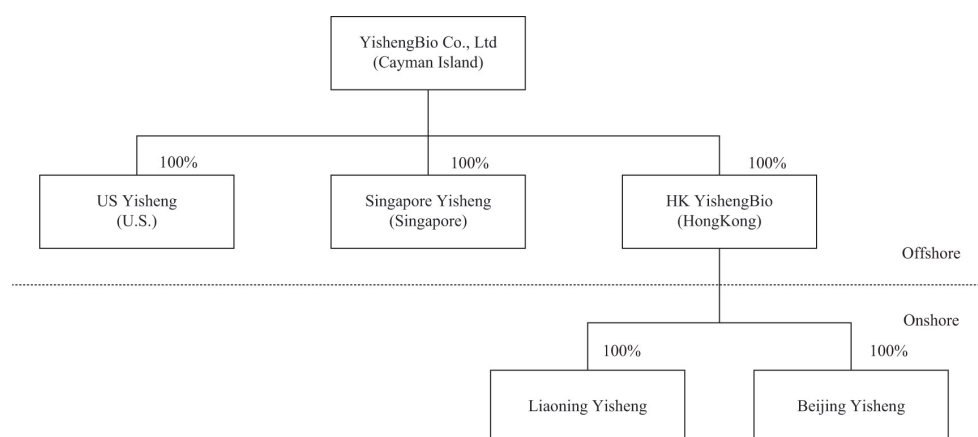 YishengBio Co., Ltd
(Cayman Island)
100%
100%
100%
US Yisheng
(U.S.)
Singapore Yisheng
(Singapore)
HK YishengBio
(HongKong)
Offshore
Onshore
100%
100%
Liaoning Yisheng
Beijing Yisheng